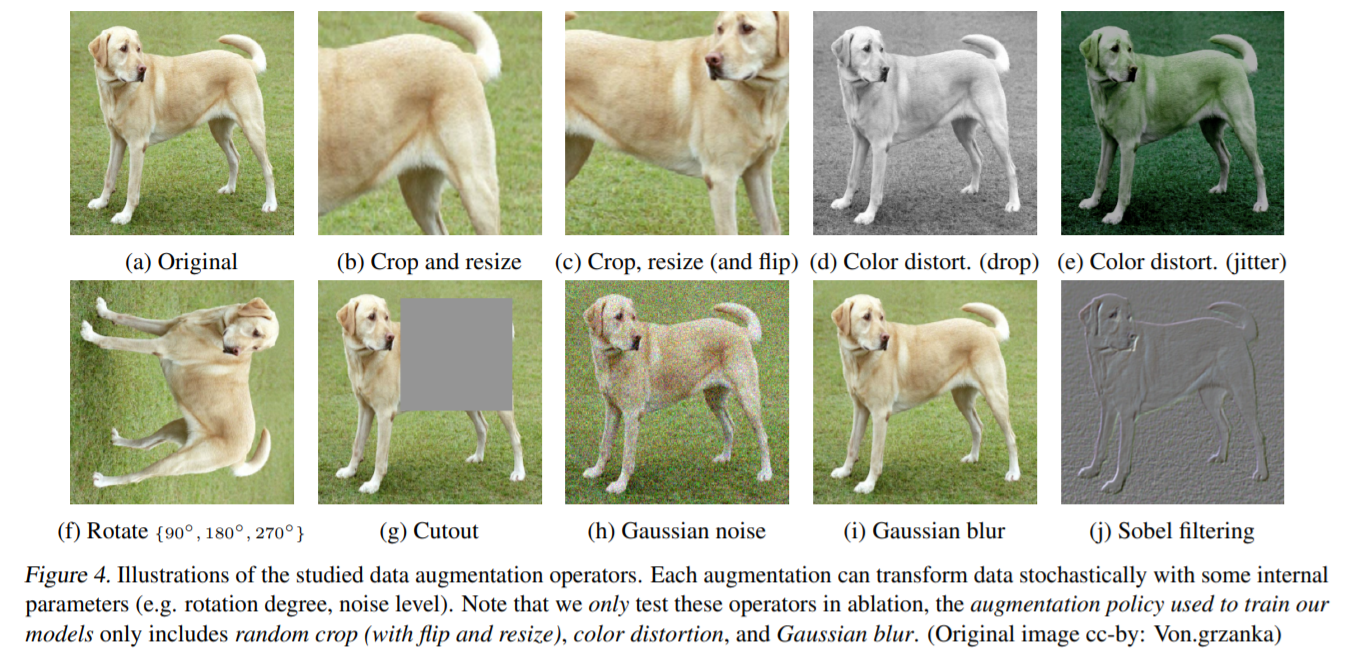 (a) Original
(b) Crop and resize
(c) Crop, resize (and flip)
(d) Color distort. (drop)
(e) Color distort. (jitter)
(f) Rotate {90°, 180°, 270°}
(g) Cutout
(h) Gaussian noise
(i) Gaussian blur
(j) Sobel filtering
Figure 4. Illustrations of the studied data augmentation operators. Each augmentation can transform data stochastically with some internal
parameters (e.g. rotation degree, noise level). Note that we only test these operators in ablation, the augmentation policy used to train our
models only includes random crop (with flip and resize), color distortion, and Gaussian blur. (Original image cc-by: Von.grzanka)